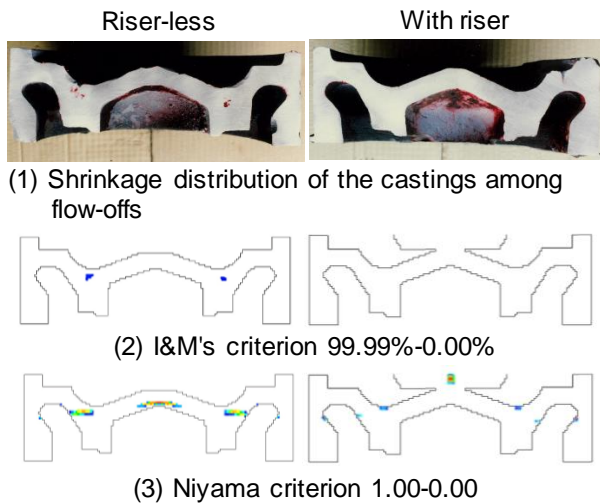 Riser-less
With riser
(1) Shrinkage distribution of the castings among
flow-offs
(2) I&M's criterion 99.99%-0.00%
(3) Niyama criterion 1.00-0.00